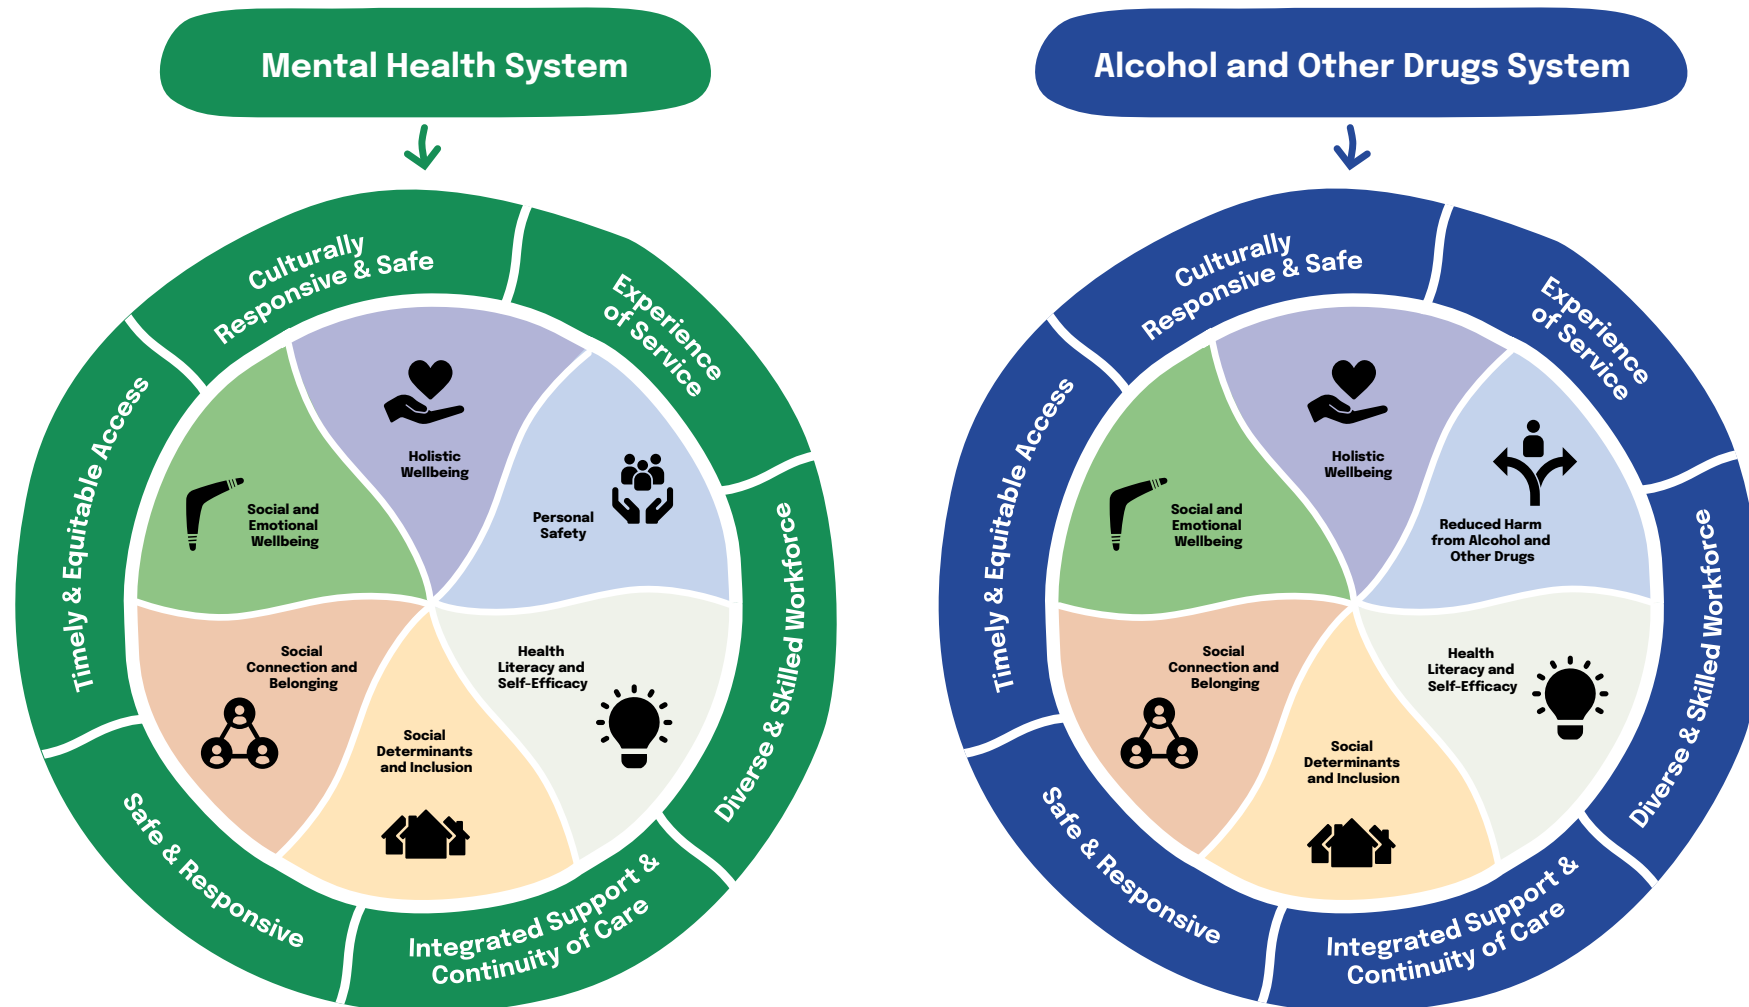 Mental Health System
Culturally
Responsive & Safe
Experience
of Service
Diverse & Skilled Workforce
Integrated Support &
Continuity of Care
Safe & Responsive
Timely & Equitable Access
Holistic
Wellbeing
Personal
Safety
Health
Literacy and
Self-Efficacy
Social
Determinants
and Inclusion
Social
Connection and
Belonging
Social and
Emotional
Wellbeing
Alcohol and Other Drugs System
Culturally
Responsive & Safe
Experience
of Service
Diverse & Skilled Workforce
Integrated Support &
Continuity of Care
Safe & Responsive
Timely & Equitable Access
Holistic
Wellbeing
Reduced Harm
from Alcohol and
Other Drugs
Health
Literacy and
Self-Efficacy
Social
Determinants
and Inclusion
Social
Connection and
Belonging
Social and
Emotional
Wellbeing